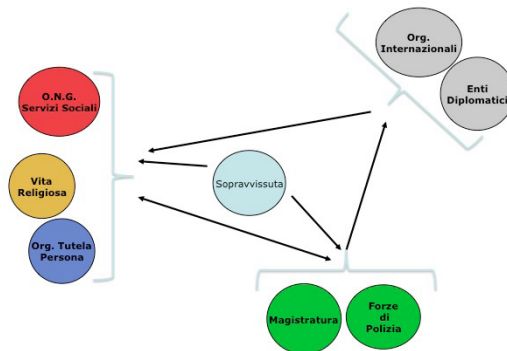 Org.
Internazionali
Enti
Diplomatici
O.N.G.
Servizi Sociali
Vita
Religiosa
Org. Tutela
Persona
Sopravvissuta
Magistratura
Forze
di
Polizia